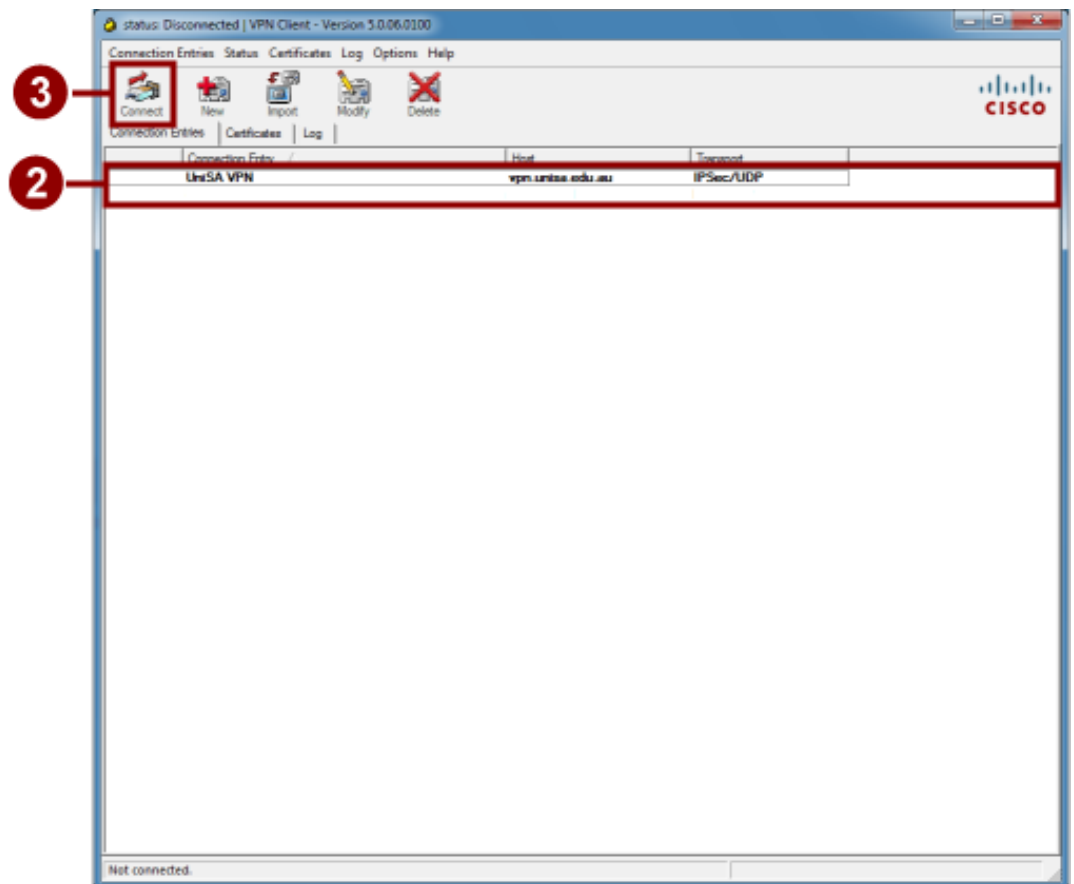 status: Disconnected | VPN Client - Version 5.0.06.0100
Connection Entries Status Certificates Log Options Help
3
Connect New Import Modify Delete
CISCO
Connection Entries Certificates Log
Connection Entry / Host Transport
2
UniSA VPN vpn.unisa.edu.au IPSec/UDP
Not connected.